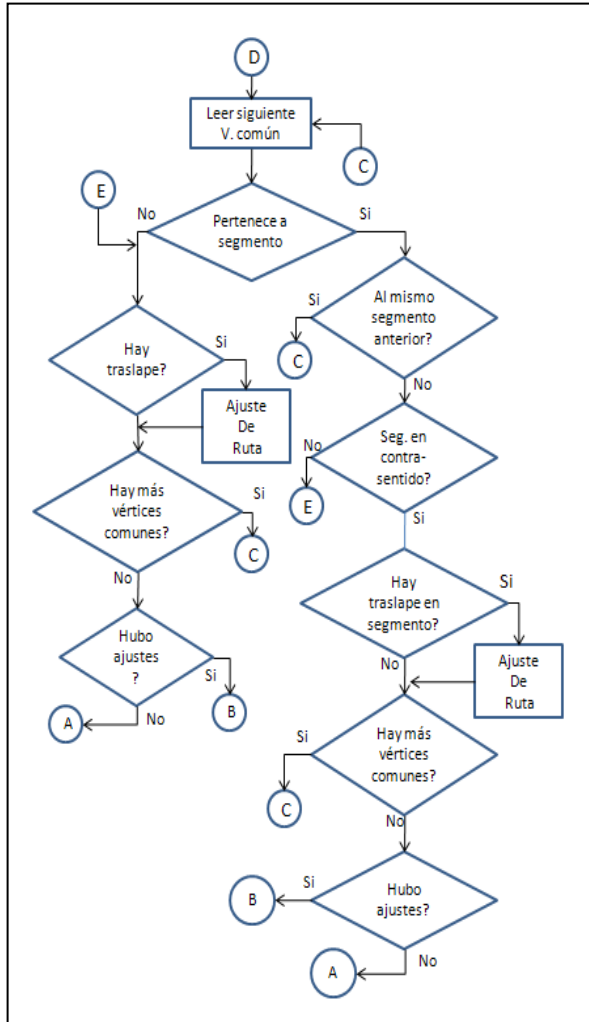 D
Leer siguiente
V. común
C
E
No
Pertenece a
segmento
Si
Si
Al mismo
segmento
anterior?
C
No
Hay
traslape?
Si
Ajuste
De
Ruta
No
Seg. en
contra-
sentido?
E
Si
Hay más
vértices
comunes?
Si
C
No
Hay
traslape en
segmento?
Si
No
Ajuste
De
Ruta
Hubo
ajustes
?
Si
B
No
A
Si
Hay más
vértices
comunes?
C
No
Si
B
Hubo
ajustes?
No
A